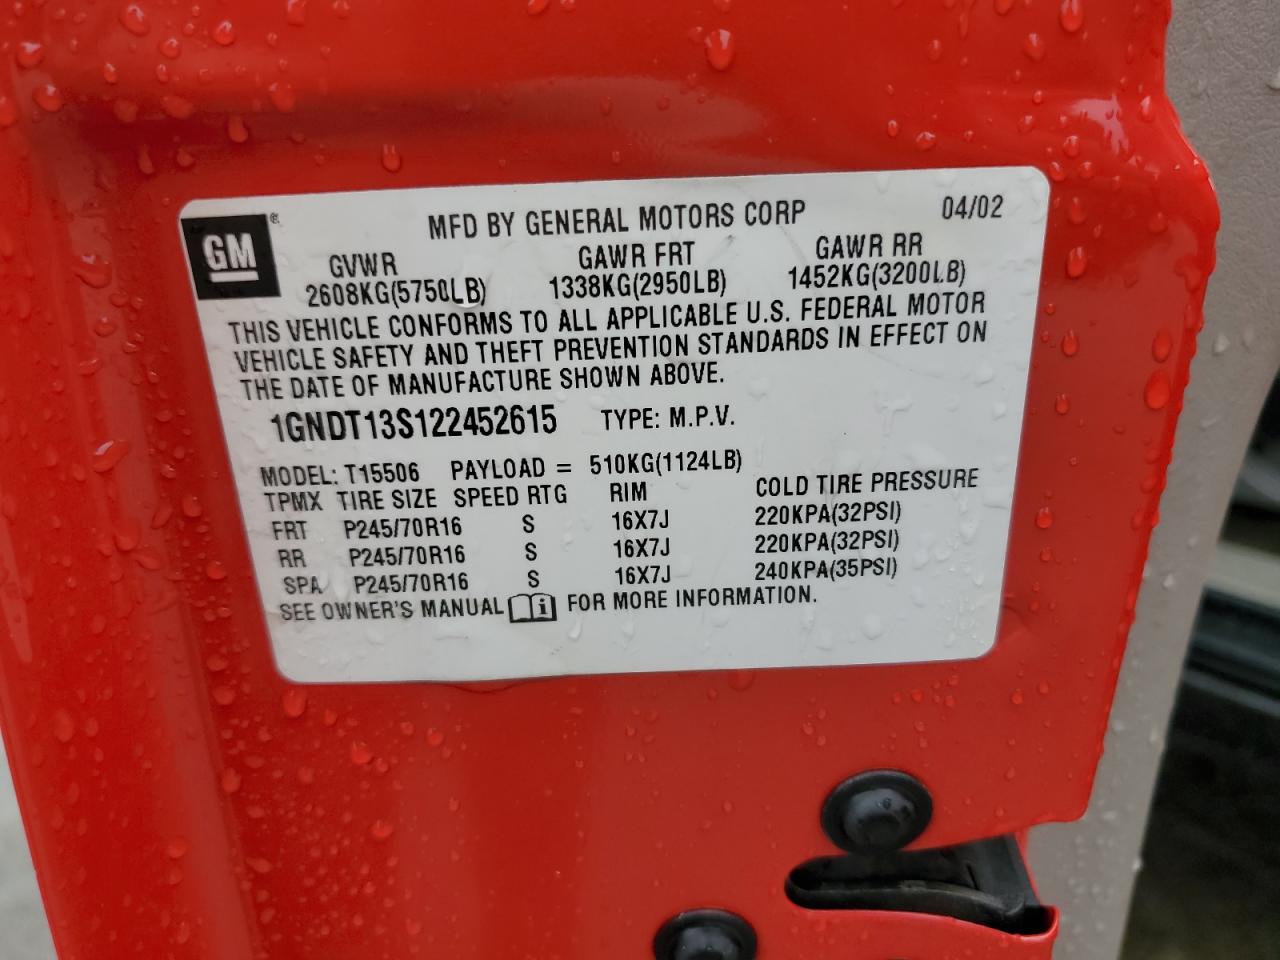 GM®
MFD BY GENERAL MOTORS CORP 04/02
GVWR GAWR FRT GAWR RR
2608KG(5750LB) 1338KG(2950LB) 1452KG(3200LB)
THIS VEHICLE CONFORMS TO ALL APPLICABLE U.S. FEDERAL MOTOR
VEHICLE SAFETY AND THEFT PREVENTION STANDARDS IN EFFECT ON
THE DATE OF MANUFACTURE SHOWN ABOVE.
1GNDT13S122452615 TYPE: M.P.V.
MODEL: T15506 PAYLOAD = 510KG(1124LB)
TPMX TIRE SIZE SPEED RTG RIM COLD TIRE PRESSURE
FRT P245/70R16 S 16X7J 220KPA(32PSI)
RR P245/70R16 S 16X7J 220KPA(32PSI)
SPA P245/70R16 S 16X7J 240KPA(35PSI)
SEE OWNER'S MANUAL i FOR MORE INFORMATION.